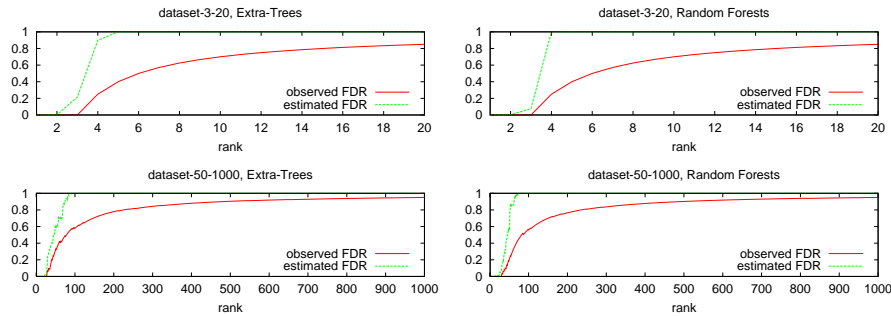 dataset-3-20, Extra-Trees
1
0.8
0.6
0.4
0.2
0
observed FDR
estimated FDR
2 4 6 8 10 12 14 16 18 20
rank
dataset-3-20, Random Forests
1
0.8
0.6
0.4
0.2
0
observed FDR
estimated FDR
2 4 6 8 10 12 14 16 18 20
rank
dataset-50-1000, Extra-Trees
1
0.8
0.6
0.4
0.2
0
observed FDR
estimated FDR
0 100 200 300 400 500 600 700 800 900 1000
rank
dataset-50-1000, Random Forests
1
0.8
0.6
0.4
0.2
0
observed FDR
estimated FDR
0 100 200 300 400 500 600 700 800 900 1000
rank